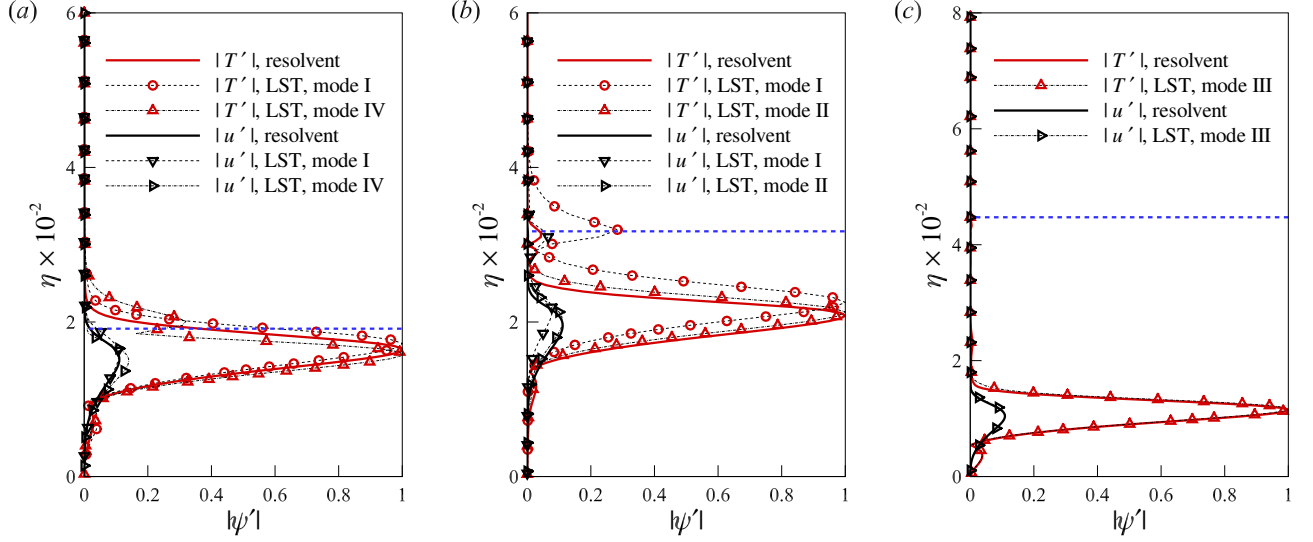 (a)
6
4
2
0
η × 10⁻²
|T′|, resolvent
|T′|, LST, mode I
|T′|, LST, mode IV
|u′|, resolvent
|u′|, LST, mode I
|u′|, LST, mode IV
0 0.2 0.4 0.6 0.8 1
|ψ′|
(b)
6
4
2
0
η × 10⁻²
|T′|, resolvent
|T′|, LST, mode I
|T′|, LST, mode II
|u′|, resolvent
|u′|, LST, mode I
|u′|, LST, mode II
0 0.2 0.4 0.6 0.8 1
|ψ′|
(c)
8
6
4
2
0
η × 10⁻²
|T′|, resolvent
|T′|, LST, mode III
|u′|, resolvent
|u′|, LST, mode III
0 0.2 0.4 0.6 0.8 1
|ψ′|